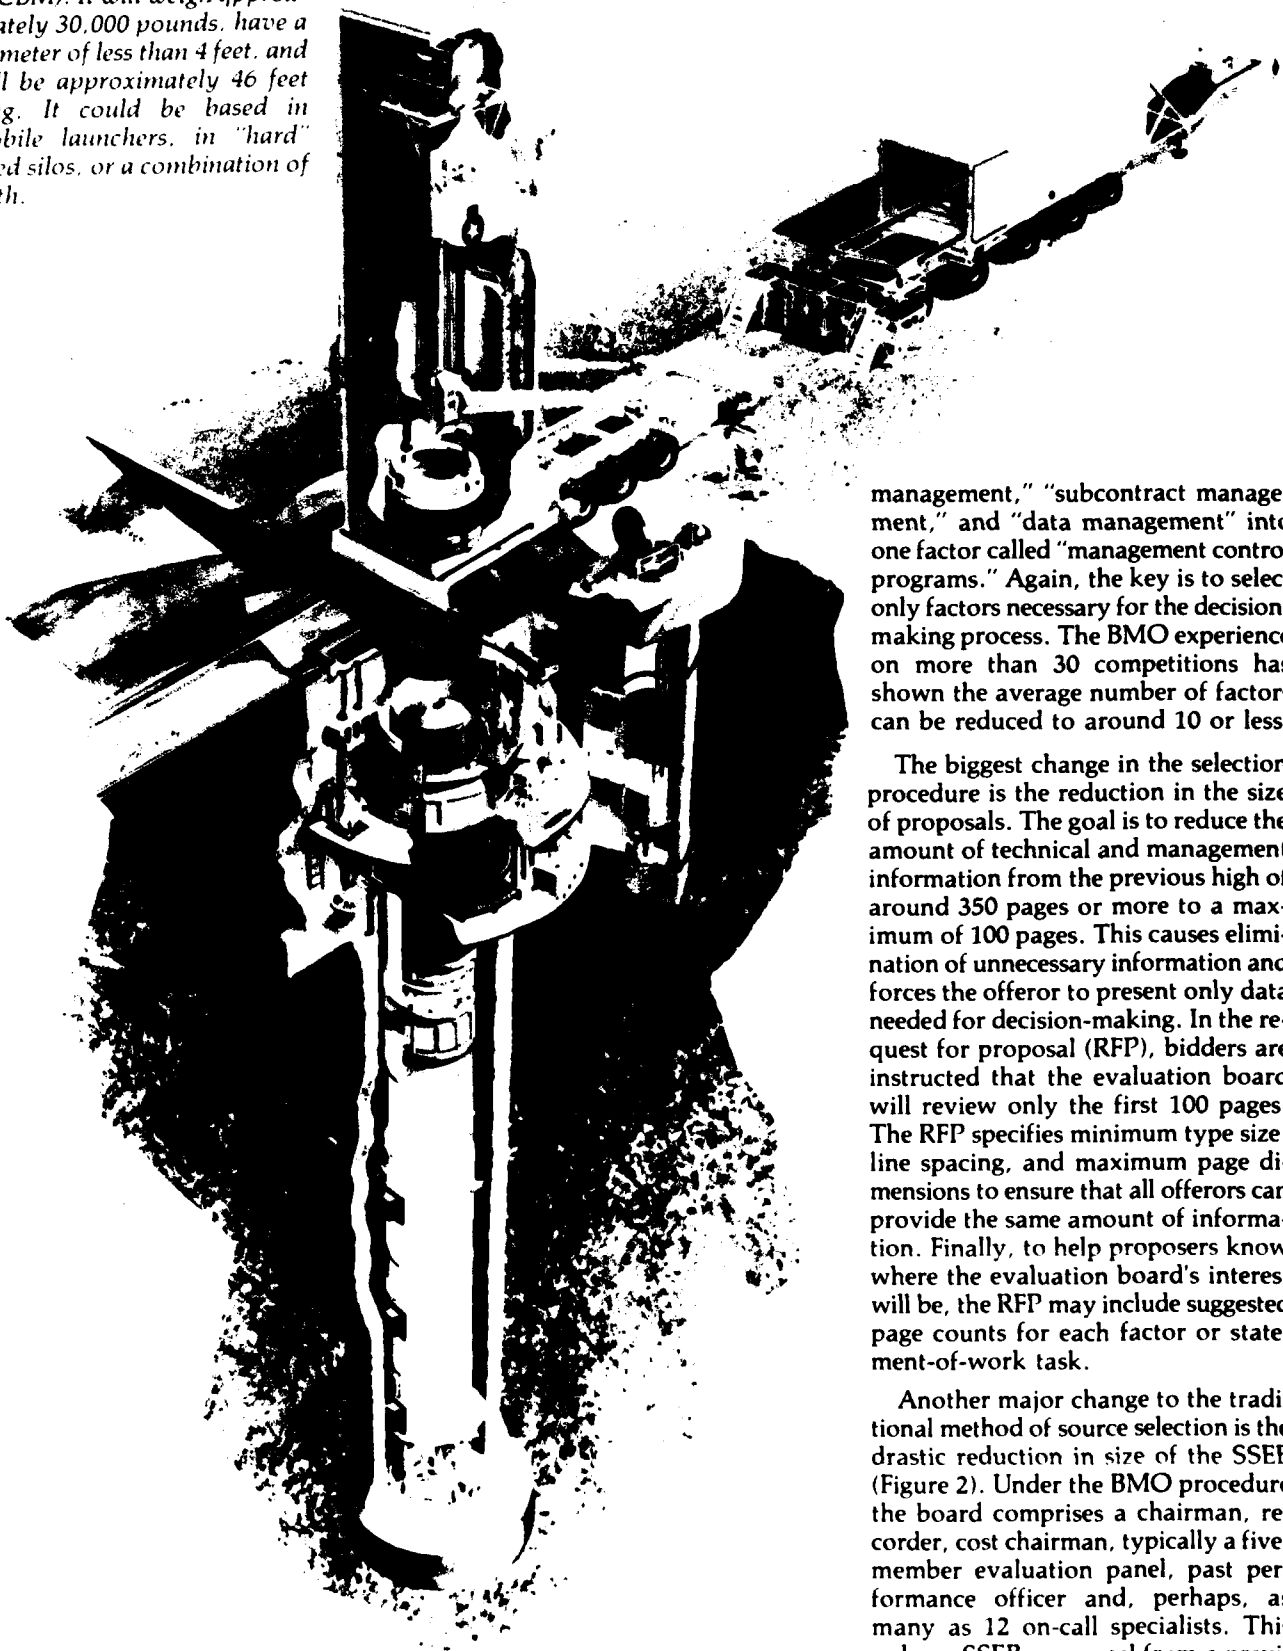 ately 30,000 pounds, have a
meter of less than 4 feet, and
l be approximately 46 feet
g. It could be based in
bile launchers, in "hard"
ed silos, or a combination of
th.
management," "subcontract manage
ment," and "data management" into
one factor called "management contro
programs." Again, the key is to selec
only factors necessary for the decision
making process. The BMO experience
on more than 30 competitions has
shown the average number of factor
can be reduced to around 10 or less
The biggest change in the selection
procedure is the reduction in the size
of proposals. The goal is to reduce the
amount of technical and management
information from the previous high of
around 350 pages or more to a max-
imum of 100 pages. This causes elimi-
nation of unnecessary information and
forces the offeror to present only data
needed for decision-making. In the re-
quest for proposal (RFP), bidders are
instructed that the evaluation board
will review only the first 100 pages
The RFP specifies minimum type size
line spacing, and maximum page di-
mensions to ensure that all offerors can
provide the same amount of informa-
tion. Finally, to help proposers know
where the evaluation board's interes
will be, the RFP may include suggested
page counts for each factor or state
ment-of-work task.
Another major change to the tradi
tional method of source selection is the
drastic reduction in size of the SSEB
(Figure 2). Under the BMO procedure
the board comprises a chairman, re
corder, cost chairman, typically a five
member evaluation panel, past per
formance officer and, perhaps, as
many as 12 on-call specialists. This